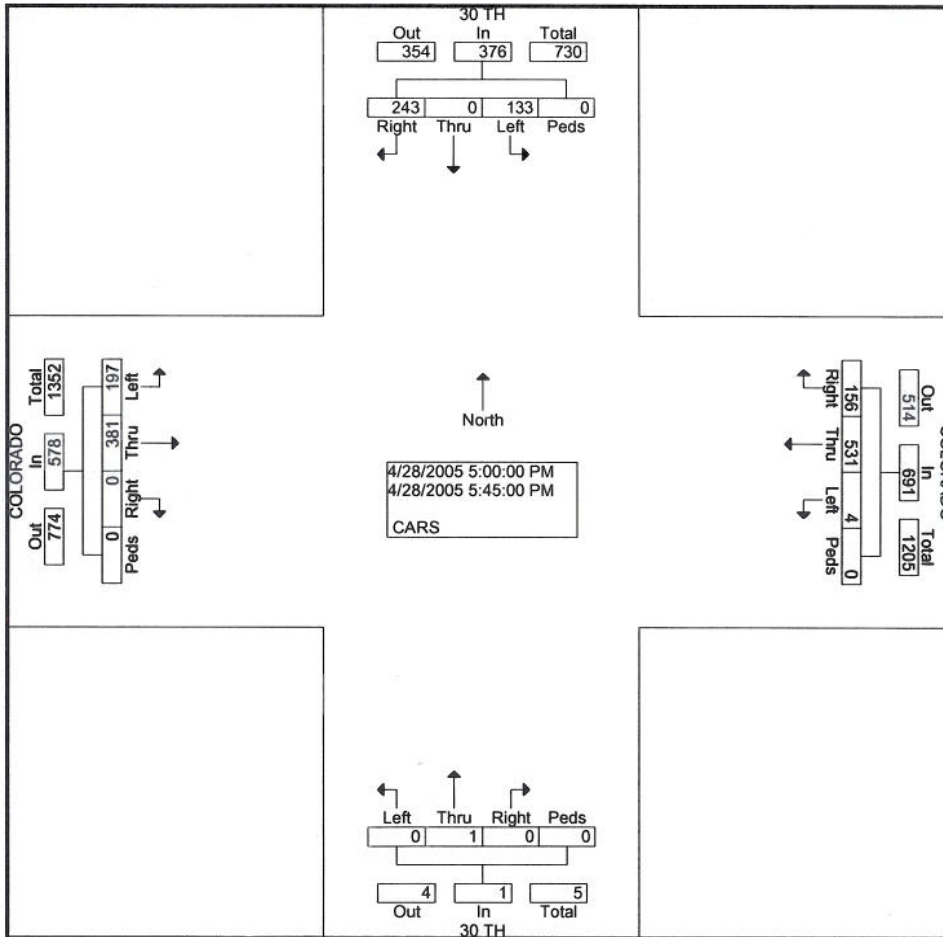 30 TH
Out In Total
354 376 730
243 0 133 0
Right Thru Left Peds
COLORADO
Total In Out
1352 578 774
197 381 0 0
Left Thru Right Peds
North
4/28/2005 5:00:00 PM
4/28/2005 5:45:00 PM
CARS
Right Thru Left Peds
156 531 4 0
Out In Total
514 691 1205
Left Thru Right Peds
0 1 0 0
4 1 5
Out In Total
30 TH